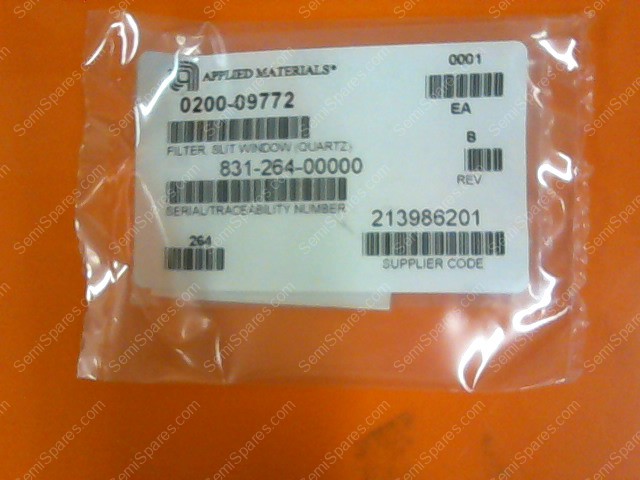 APPLIED MATERIALS®
0001
EA
0200-09772
FILTER, SLIT WINDOW (QUARTZ)
B
REV
831-264-00000
SERIAL/TRACEABILITY NUMBER
213986201
SUPPLIER CODE
264
SemiSpares.com